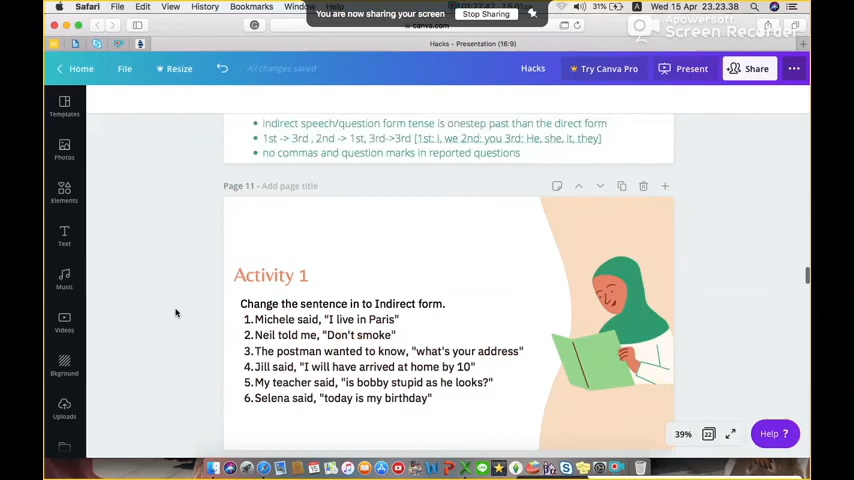 Safari File Edit View History Bookmarks Window
You are now sharing your screen Stop Sharing
31% Wed 15 Apr 23.23.38
Apowersoft
Screen Recorder
canva.com
Hacks - Presentation (16:9)
Home File Resize All changes saved Hacks Try Canva Pro Present Share
Templates
Photos
Elements
Text
Music
Videos
Bkground
Uploads
indirect speech/question form tense is onestep past than the direct form
1st -> 3rd , 2nd -> 1st, 3rd->3rd [1st: I, we 2nd: you 3rd: He, she, it, they]
no commas and question marks in reported questions
Page 11 - Add page title
Activity 1
Change the sentence in to Indirect form.
1. Michele said, "I live in Paris"
2. Neil told me, "Don't smoke"
3. The postman wanted to know, "what's your address"
4. Jill said, "I will have arrived at home by 10"
5. My teacher said, "is bobby stupid as he looks?"
6. Selena said, "today is my birthday"
39% 22 Help ?